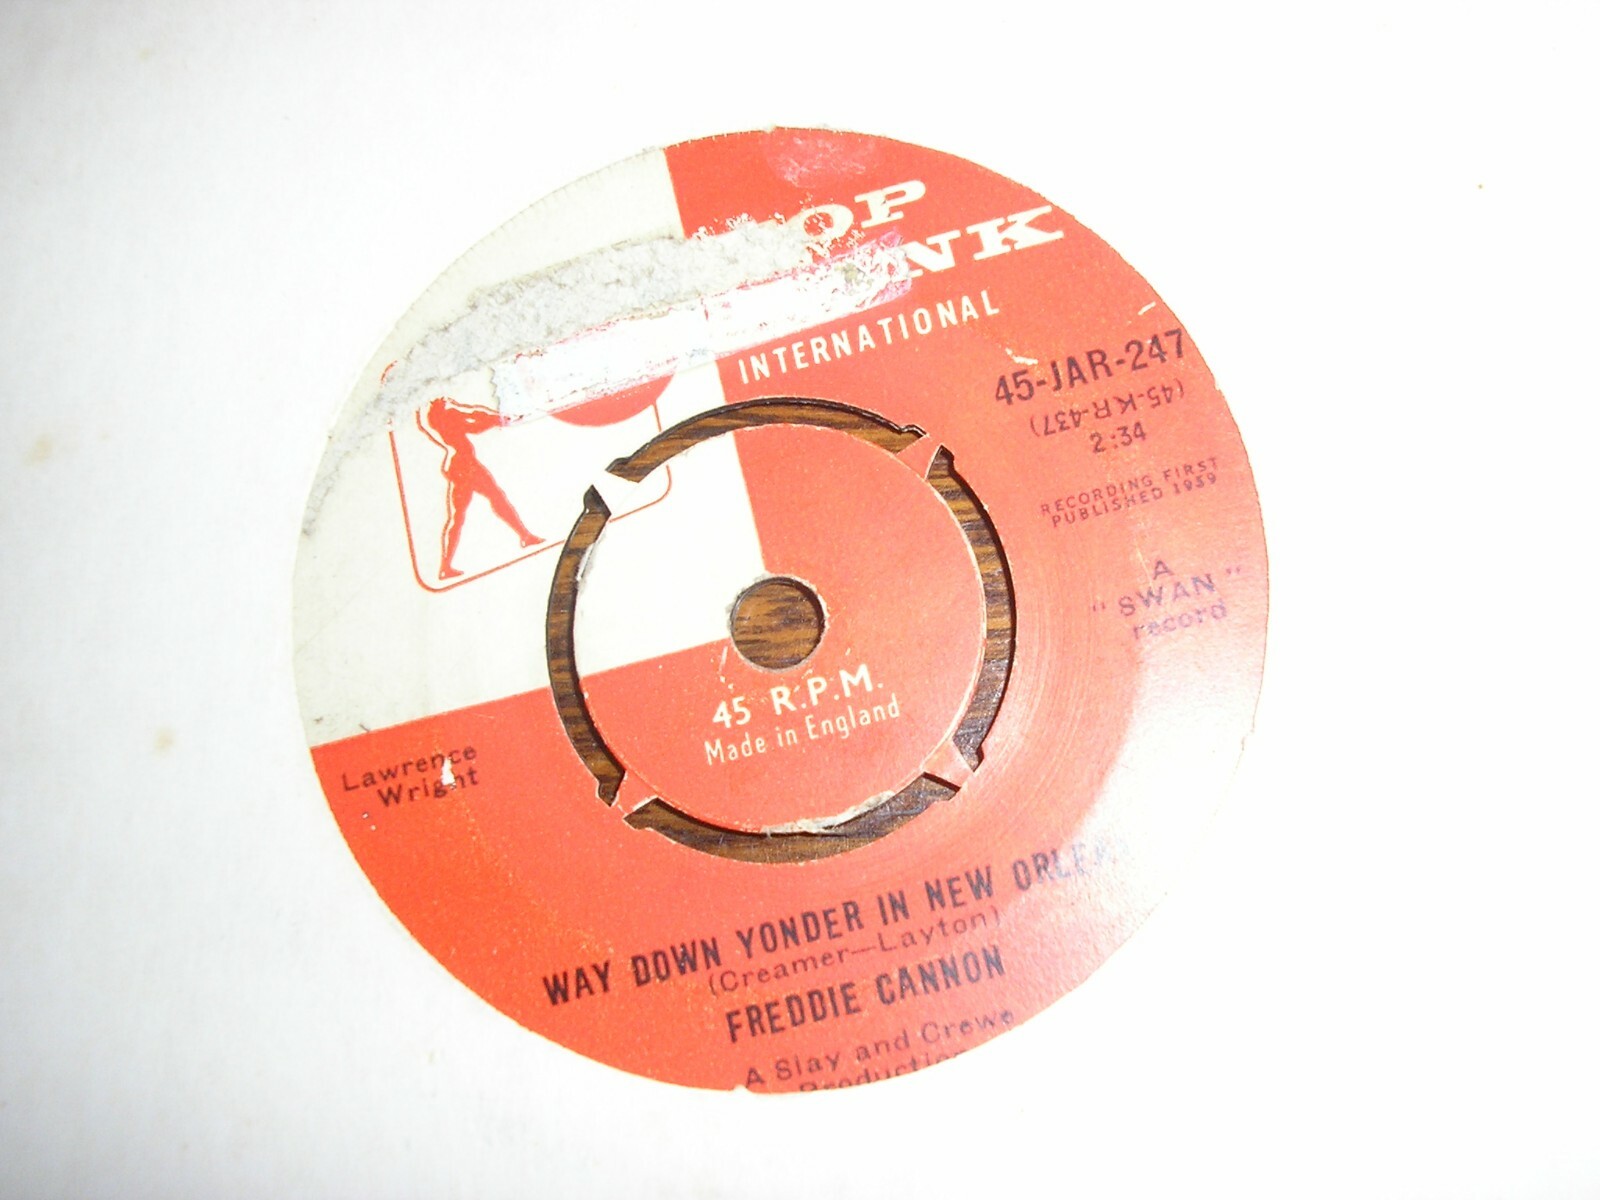 OP
NK
INTERNATIONAL
45-JAR-247
(45-KR-437)
2:34
RECORDING FIRST
PUBLISHED 1959
A
"SWAN"
record
45 R.P.M.
Made in England
Lawrence
Wright
WAY DOWN YONDER IN NEW
(Creamer—Layton)
FREDDIE CANNON
A Slay and Crewe